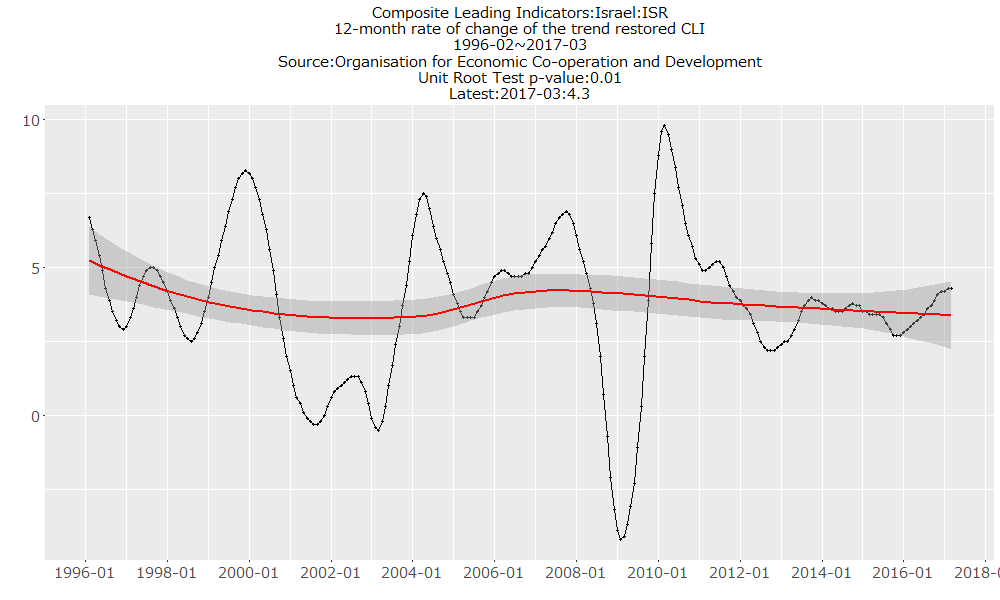 Composite Leading Indicators:Israel:ISR
12-month rate of change of the trend restored CLI
1996-02~2017-03
Source:Organisation for Economic Co-operation and Development
Unit Root Test p-value:0.01
Latest:2017-03:4.3
10
5
0
1996-01 1998-01 2000-01 2002-01 2004-01 2006-01 2008-01 2010-01 2012-01 2014-01 2016-01 2018-0